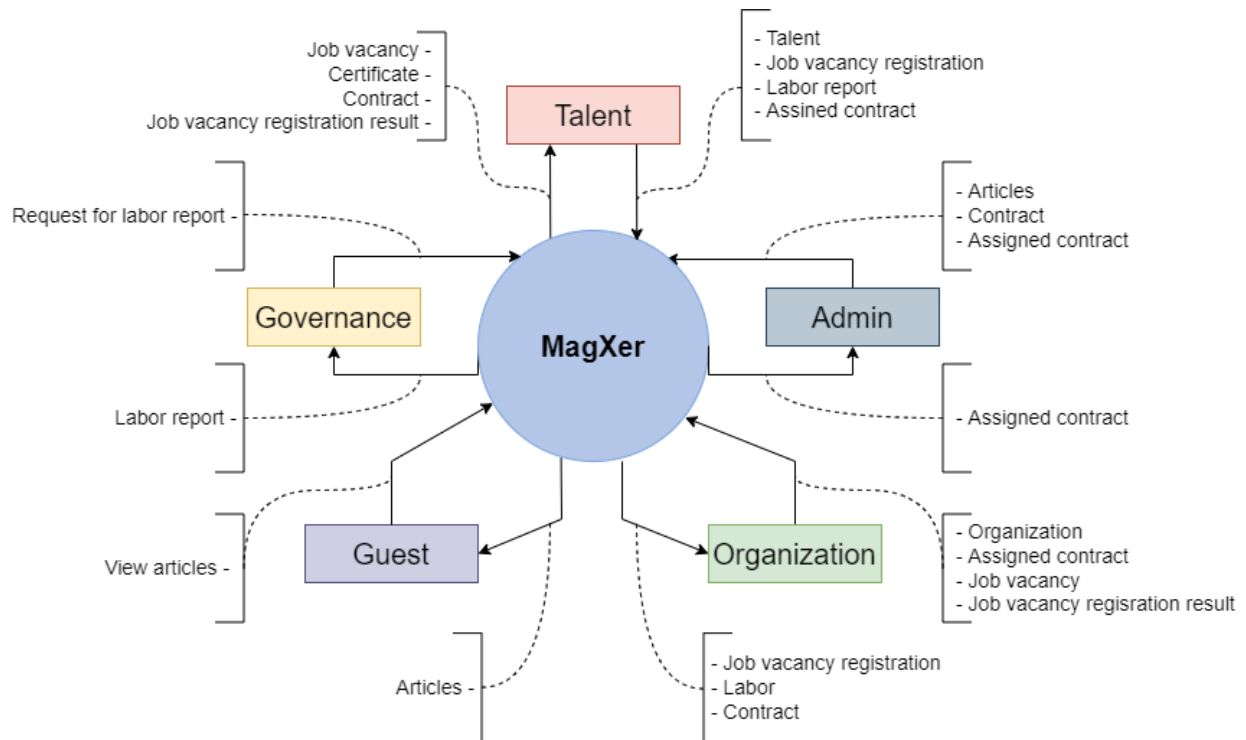 Job vacancy -
Certificate -
Contract -
Job vacancy registration result -
- Talent
- Job vacancy registration
- Labor report
- Assined contract
Talent
Request for labor report -
- Articles
- Contract
- Assigned contract
Governance
MagXer
Admin
Labor report -
- Assigned contract
View articles -
Guest
Organization
- Organization
- Assigned contract
- Job vacancy
- Job vacancy regisration result
Articles -
- Job vacancy registration
- Labor
- Contract